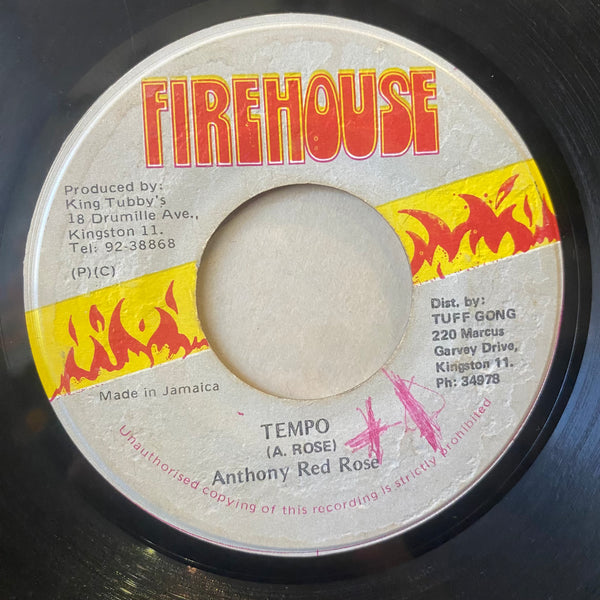 FIREHOUSE
Produced by:
King Tubby's
18 Drumille Ave.,
Kingston 11.
Tel: 92-38868
(P)(C)
Dist. by:
TUFF GONG
220 Marcus
Garvey Drive,
Kingston 11.
Ph: 34978
Made in Jamaica
TEMPO
(A. ROSE)
Anthony Red Rose
Unauthorised copying of this recording is strictly prohibited